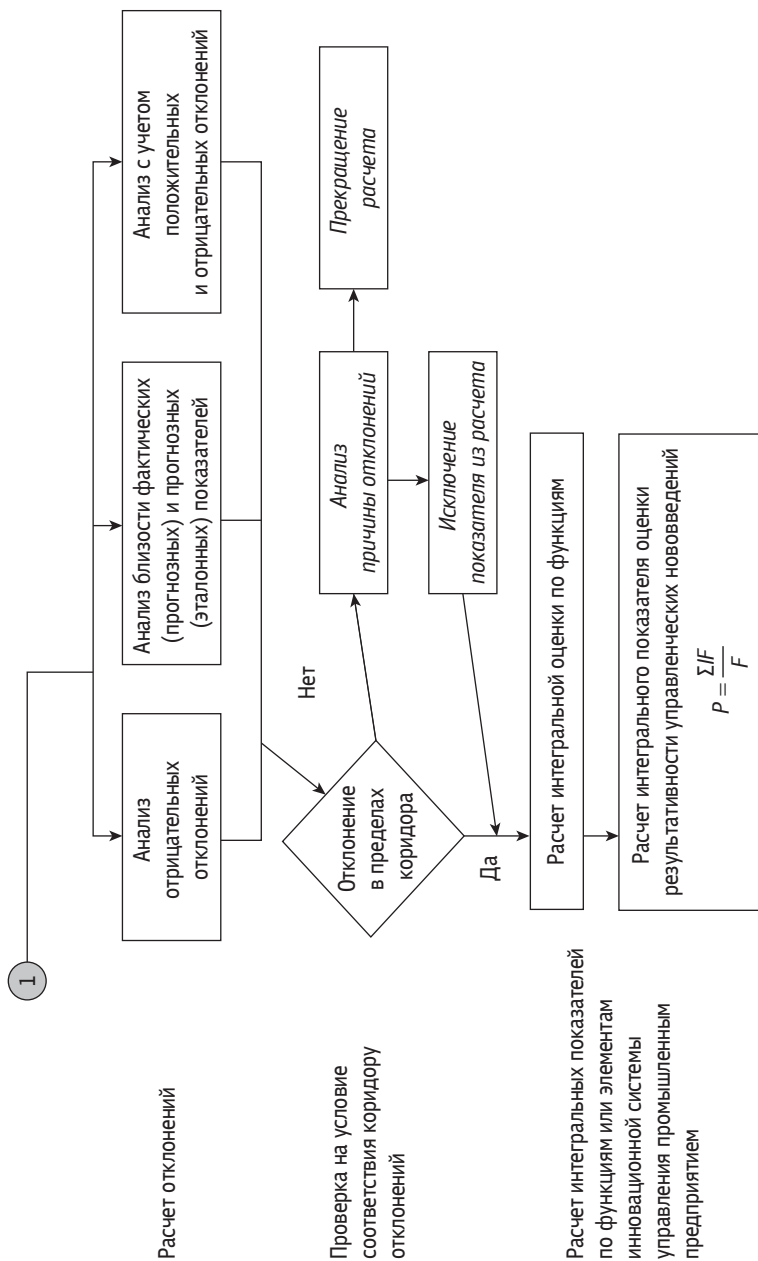 1
Расчет отклонений
Анализ
отрицательных
отклонений
Анализ близости фактических
(прогнозных) и прогнозных
(эталонных) показателей
Анализ с учетом
положительных
и отрицательных отклонений
Проверка на условие
соответствия коридору
отклонений
Отклонение
в пределах
коридора
Нет
Анализ
причины отклонений
Прекращение
расчета
Да
Исключение
показателя из расчета
Расчет интегральных показателей
по функциям или элементам
инновационной системы
управления промышленным
предприятием
Расчет интегральной оценки по функциям
Расчет интегрального показателя оценки
результативности управленческих нововведений
P = ΣIF / F